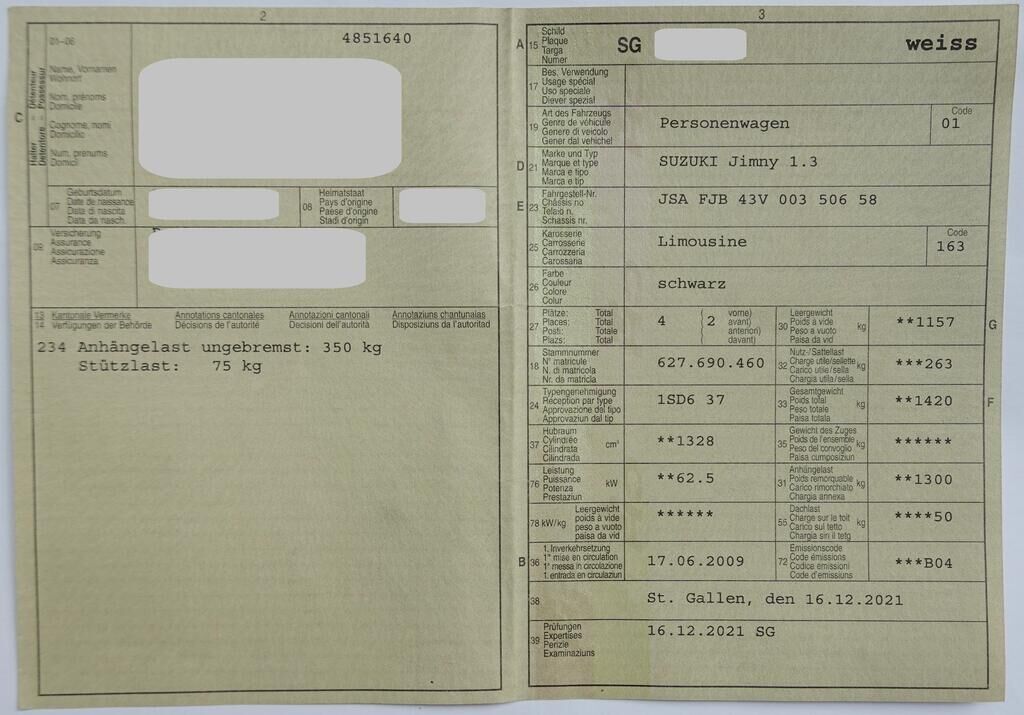 2
01-06
4851640
C
Halter – Détenteur
Detentore – Possessur
Name, Vornamen
Wohnort
Nom, prénoms
Domicile
Cognome, nomi
Domicilio
Num, prenums
Domicil
07
Geburtsdatum
Date de naissance
Data di nascita
Data da nasch.
08
Heimatstaat
Pays d'origine
Paese d'origine
Stadi d'origin
09
Versicherung
Assurance
Assicurazione
Assicuranza
13 Kantonale Vermerke Annotations cantonales Annotazioni cantonali Annotaziuns chantunalas
14 Verfügungen der Behörde Décisions de l'autorité Decisioni dell'autorità Disposiziuns da l'autoritad
234 Anhängelast ungebremst: 350 kg
Stützlast: 75 kg
3
A 15
Schild
Plaque
Targa
Numer
SG
weiss
17
Bes. Verwendung
Usage spécial
Uso speciale
Diever spezial
19
Art des Fahrzeugs
Genre de véhicule
Genere di veicolo
Gener dal vehichel
Personenwagen
Code
01
D 21
Marke und Typ
Marque et type
Marca e tipo
Marca e tip
SUZUKI Jimny 1.3
E 23
Fahrgestell-Nr.
Châssis no
Telaio n.
Schassis nr.
JSA FJB 43V 003 506 58
25
Karosserie
Carrosserie
Carrozzeria
Carossaria
Limousine
Code
163
26
Farbe
Couleur
Colore
Colur
schwarz
27
Plätze: Total
Places: Total
Posti: Totale
Plazs: Total
4 ( 2
vorne)
avant)
anteriori)
davant)
30
Leergewicht
Poids à vide
Peso a vuoto
Paisa da vid
kg
**1157
G
18
Stammnummer
N° matricule
N. di matricola
Nr. da matricla
627.690.460
32
Nutz-/Sattellast
Charge utile/sellette
Carico utile/sella
Chargia utila/sella
kg
***263
24
Typengenehmigung
Réception par type
Approvazione del tipo
Approvaziun dal tip
1SD6 37
33
Gesamtgewicht
Poids total
Peso totale
Paisa totala
kg
**1420
F
37
Hubraum
Cylindrée
Cilindrata
Cilindrada
cm³
**1328
35
Gewicht des Zuges
Poids de l'ensemble
Peso del convoglio
Paisa cumposiziun
kg
******
76
Leistung
Puissance
Potenza
Prestaziun
kW
**62.5
31
Anhängelast
Poids remorquable
Carico rimorchiato
Chargia annexa
kg
**1300
78 kW/kg
Leergewicht
poids à vide
peso a vuoto
paisa da vid
******
55
Dachlast
Charge sur le toit
Carico sul tetto
Chargia sin il tetg
kg
****50
B 36
1. Inverkehrsetzung
1re mise en circulation
1a messa in circolazione
1. entrada en circulaziun
17.06.2009
72
Emissionscode
Code émissions
Codice emissioni
Code d'emissiuns
***B04
38
St. Gallen, den 16.12.2021
39
Prüfungen
Expertises
Perizie
Examinaziuns
16.12.2021 SG